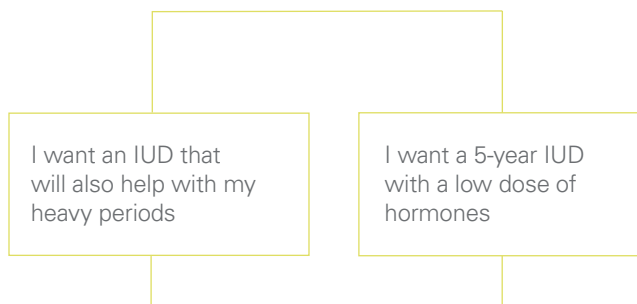 I want an IUD that
will also help with my
heavy periods
I want a 5-year IUD
with a low dose of
hormones